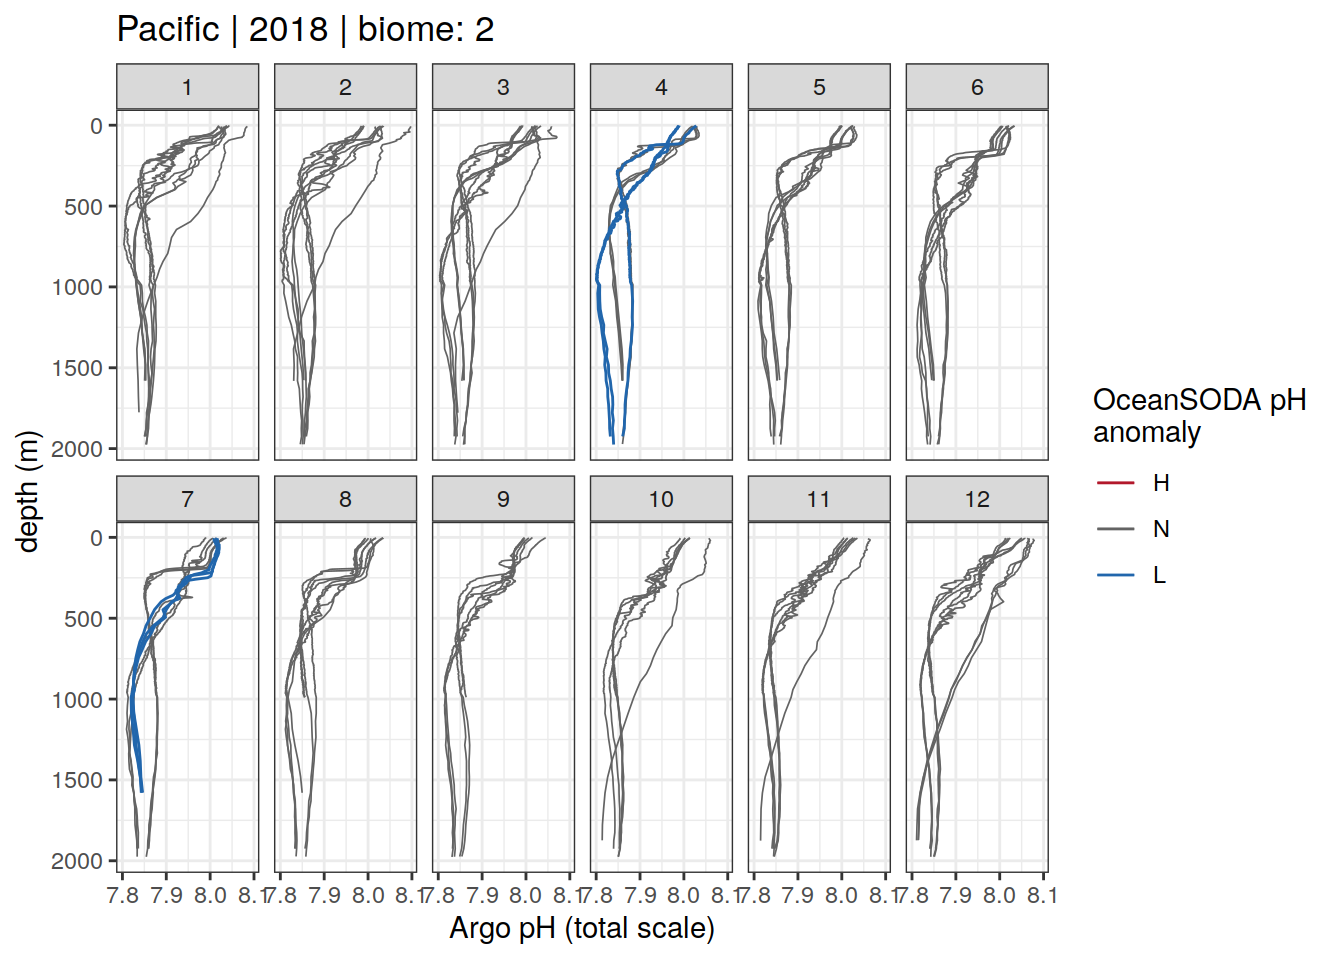 Pacific | 2018 | biome: 2
1 2 3 4 5 6
0
500
1000
1500
2000
7 8 9 10 11 12
0
500
1000
1500
2000
7.8 7.9 8.0 8.1 7.8 7.9 8.0 8.1 7.8 7.9 8.0 8.1 7.8 7.9 8.0 8.1 7.8 7.9 8.0 8.1 7.8 7.9 8.0 8.1
Argo pH (total scale)
depth (m)
OceanSODA pH
anomaly
H
N
L